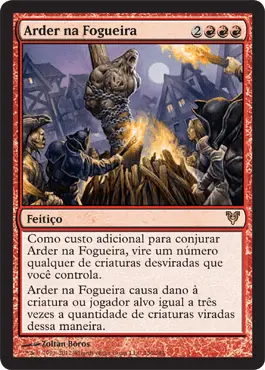 Arder na Fogueira 2
Feitiço
Como custo adicional para conjurar
Arder na Fogueira, vire um número
qualquer de criaturas desviradas que
você controla.
Arder na Fogueira causa dano à
criatura ou jogador alvo igual a três
vezes a quantidade de criaturas viradas
dessa maneira.
Zoltan Boros